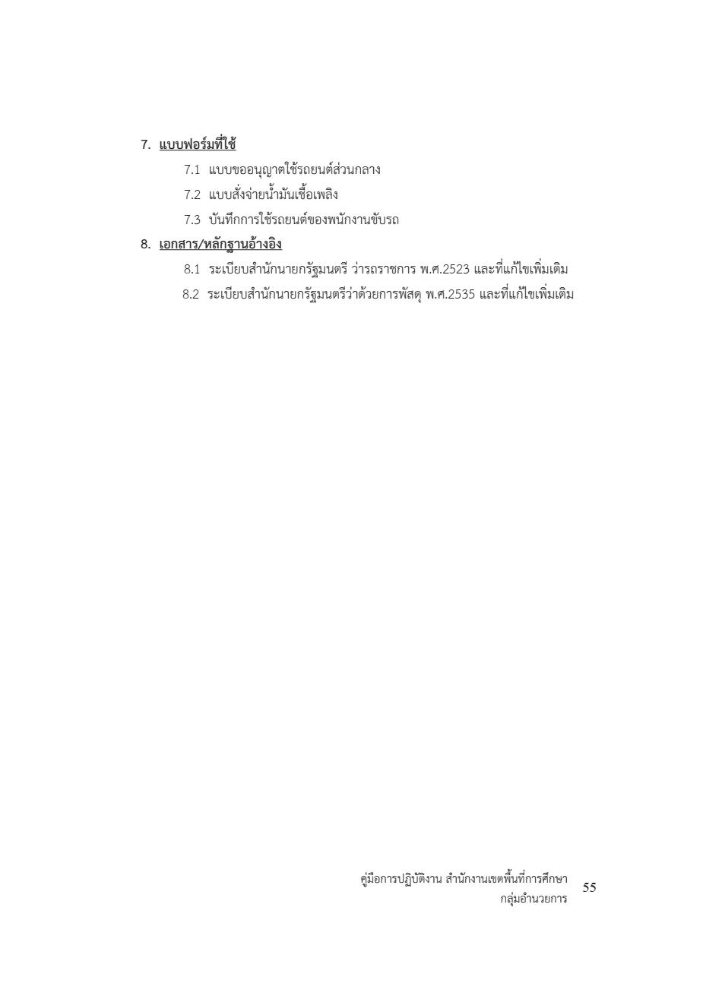 7. แบบฟอร์มที่ใช้
7.1 แบบขออนุญาตใช้รถยนต์ส่วนกลาง
7.2 แบบสั่งจ่ายน้ำมันเชื้อเพลิง
7.3 บันทึกการใช้รถยนต์ของพนักงานขับรถ
8. เอกสาร/หลักฐานอ้างอิง
8.1 ระเบียบสำนักนายกรัฐมนตรี ว่ารถราชการ พ.ศ.2523 และที่แก้ไขเพิ่มเติม
8.2 ระเบียบสำนักนายกรัฐมนตรีว่าด้วยการพัสดุ พ.ศ.2535 และที่แก้ไขเพิ่มเติม
คู่มือการปฏิบัติงาน สำนักงานเขตพื้นที่การศึกษา
กลุ่มอำนวยการ
55